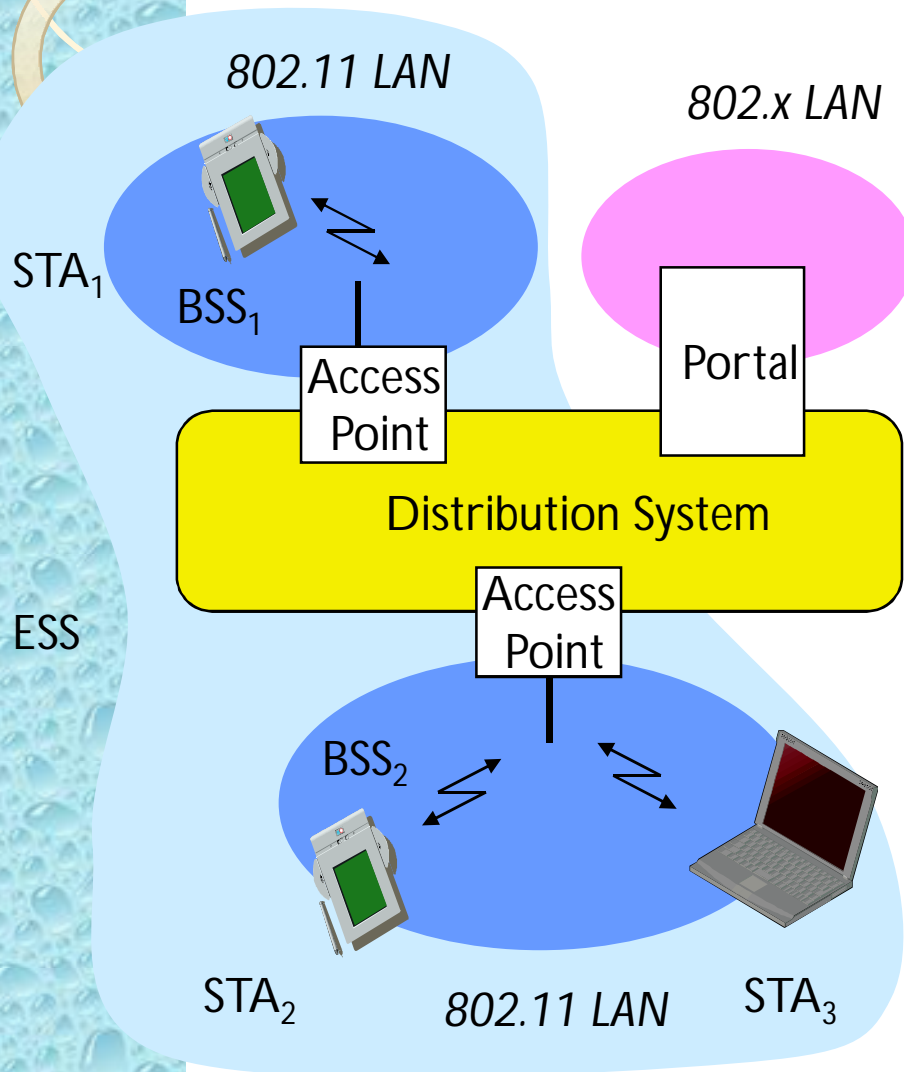 802.11 LAN
802.x LAN
STA₁
BSS₁
Access
Point
Portal
Distribution System
Access
Point
ESS
BSS₂
STA₂
802.11 LAN
STA₃